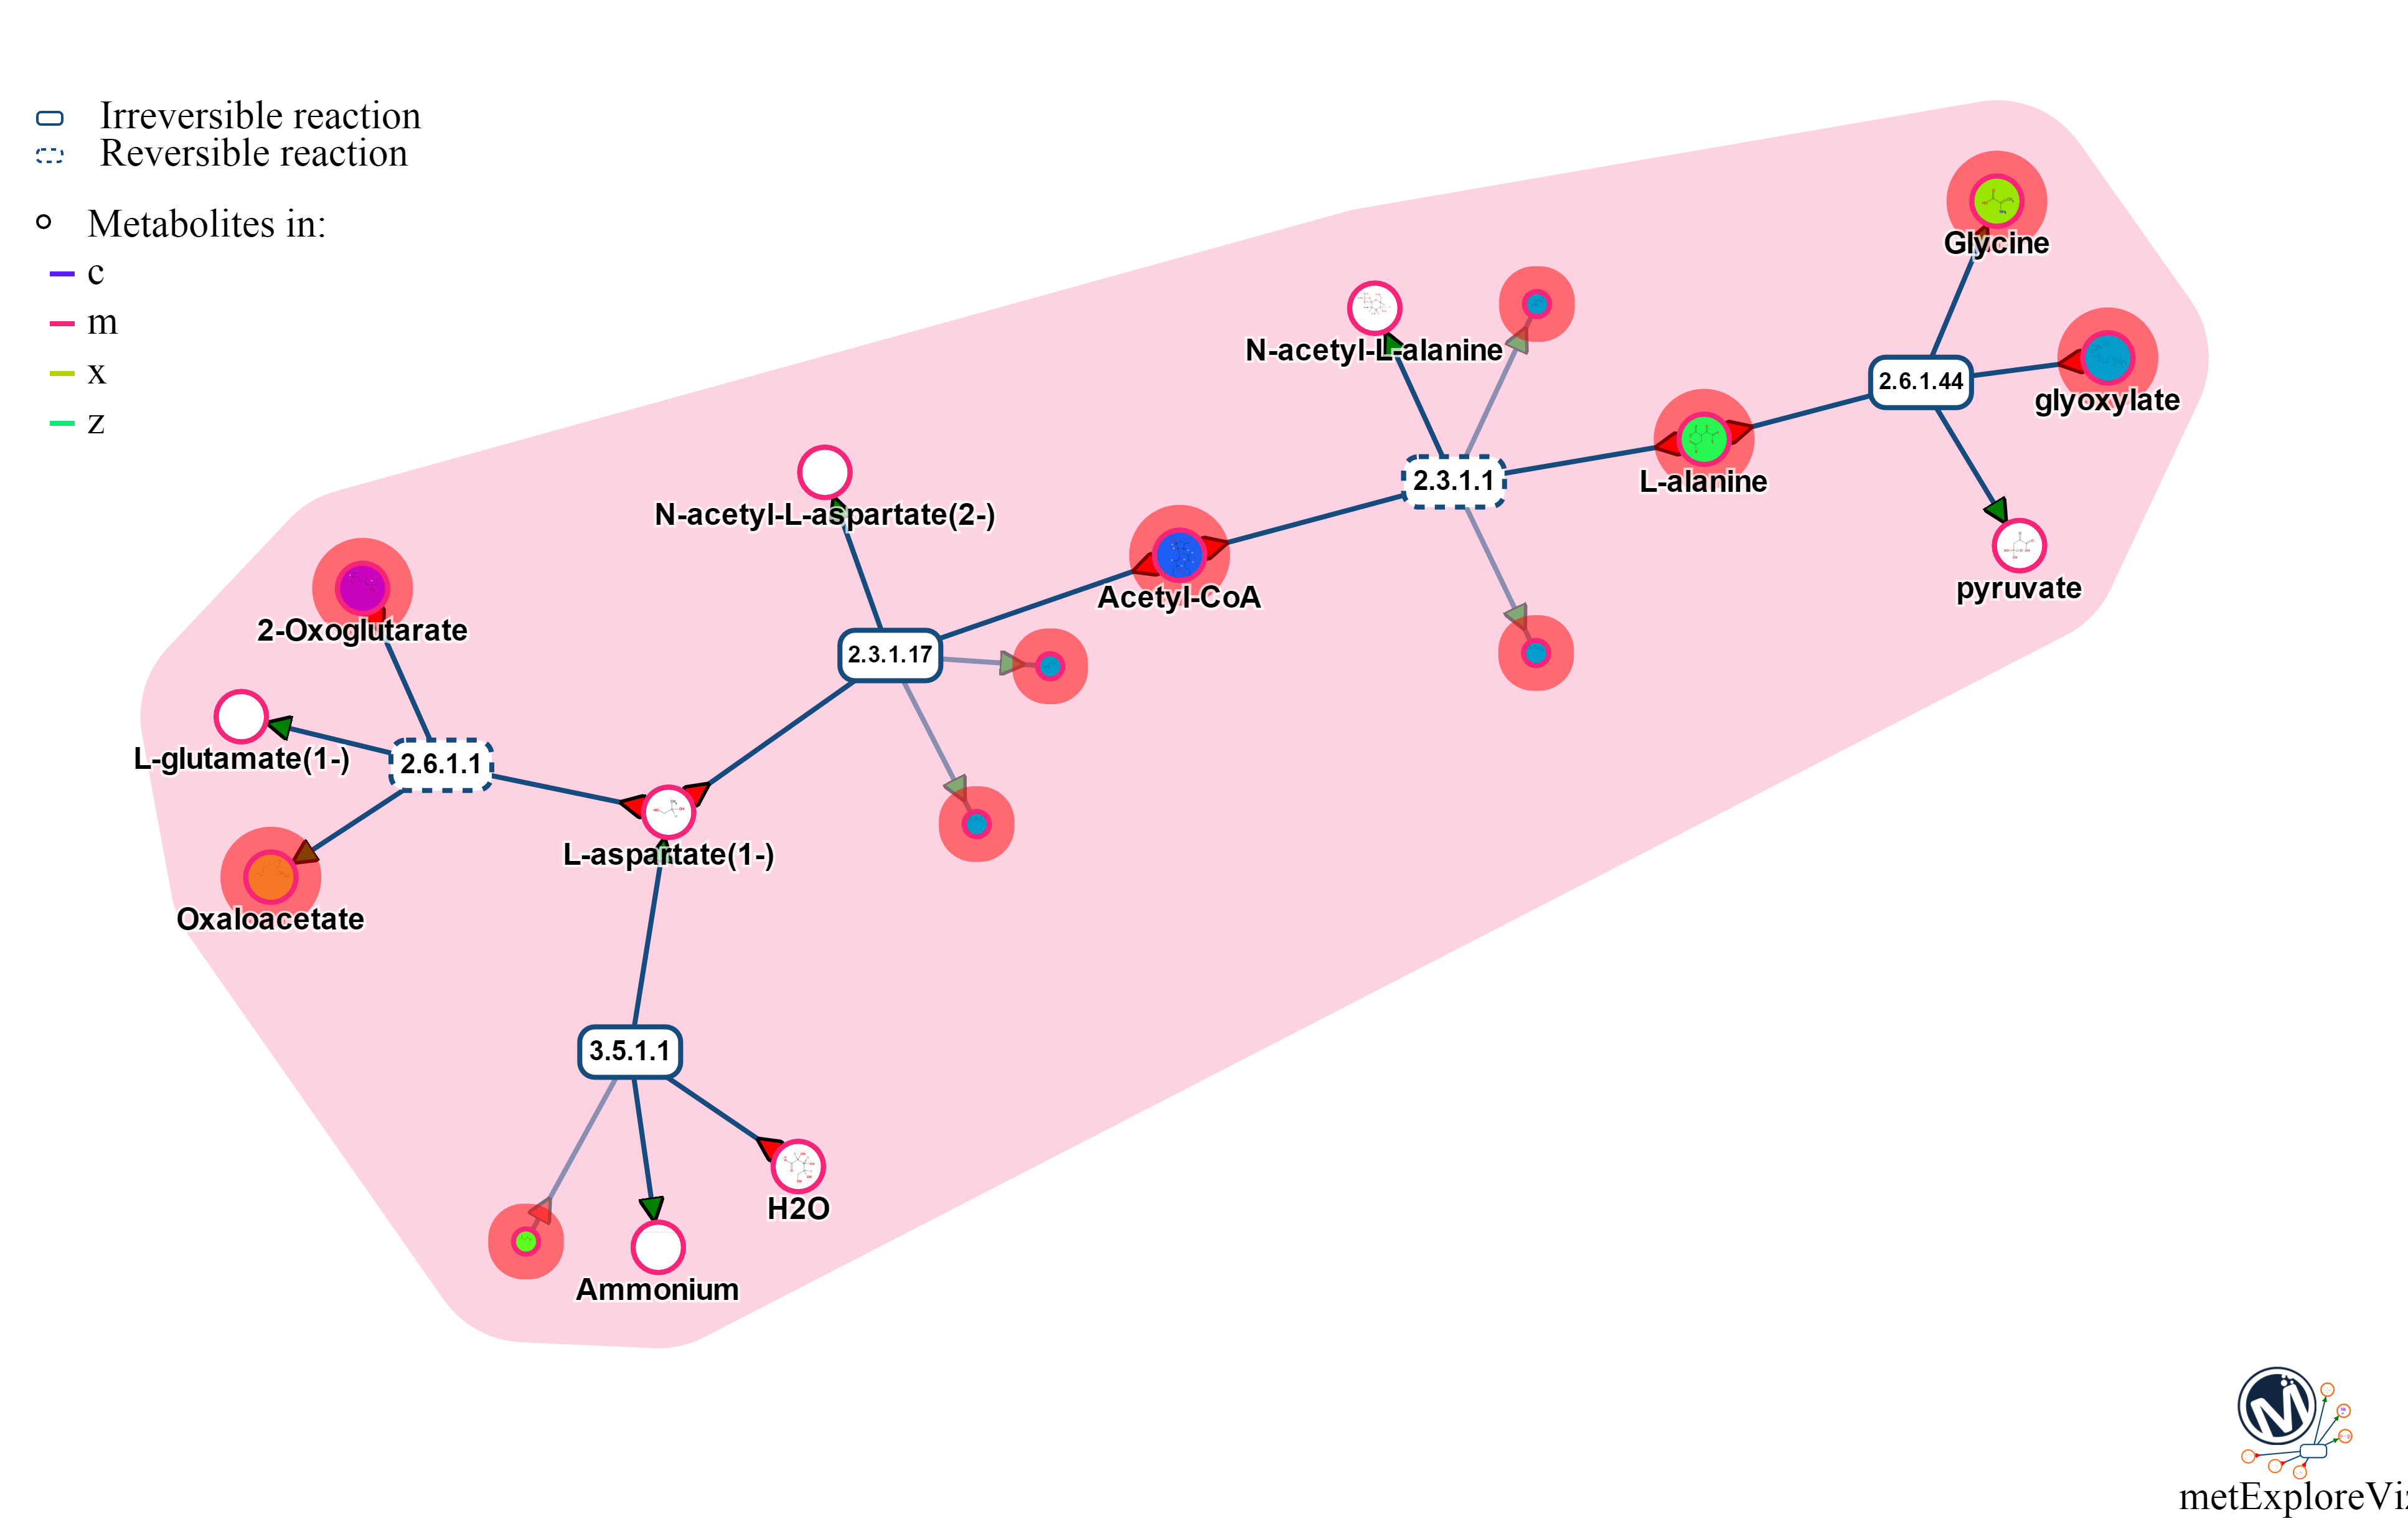 Irreversible reaction
Reversible reaction
Metabolites in:
c
m
x
z
Glycine
N-acetyl-L-alanine
2.6.1.44
glyoxylate
2.3.1.1
L-alanine
N-acetyl-L-aspartate(2-)
Acetyl-CoA
pyruvate
2-Oxoglutarate
2.3.1.17
L-glutamate(1-)
2.6.1.1
L-aspartate(1-)
Oxaloacetate
3.5.1.1
H2O
Ammonium
metExploreViz